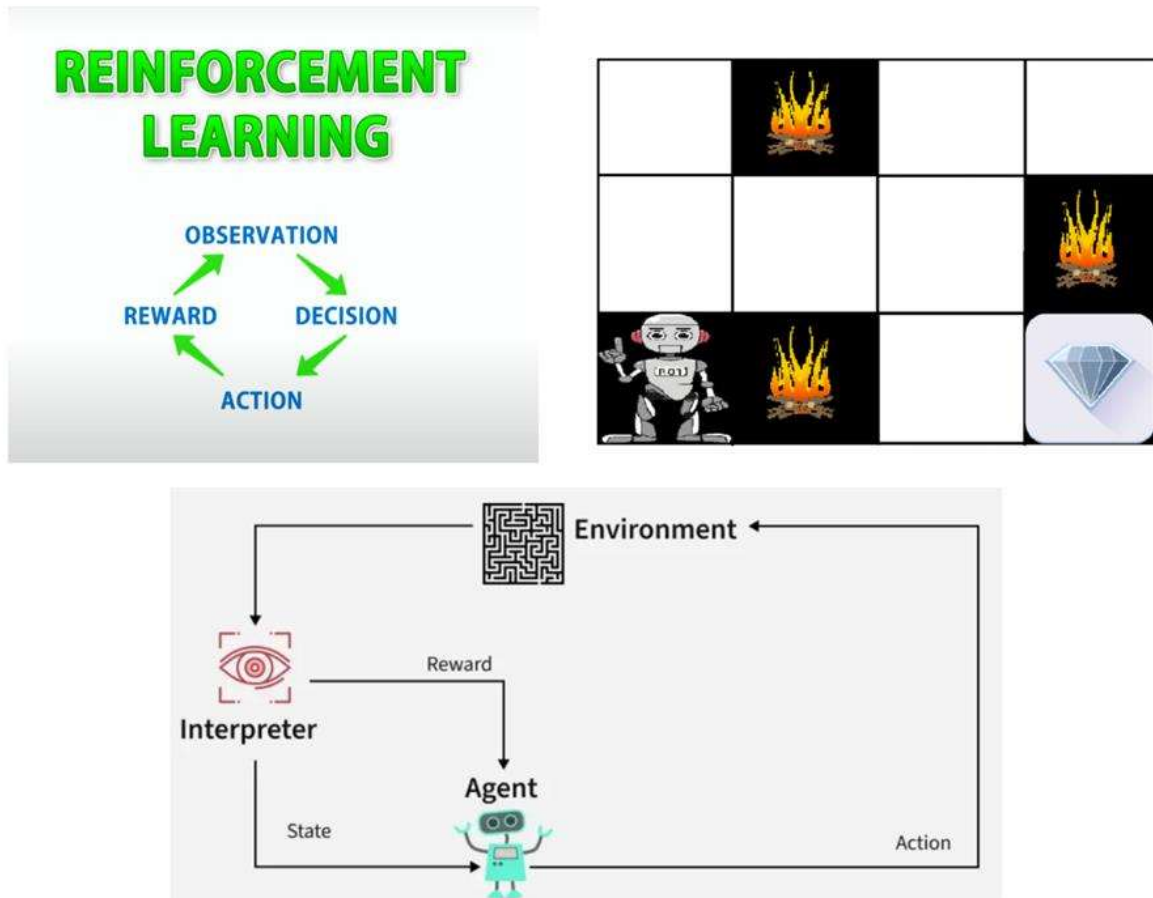 REINFORCEMENT
LEARNING
OBSERVATION
REWARD
DECISION
ACTION
Environment
Reward
Interpreter
Agent
State
Action